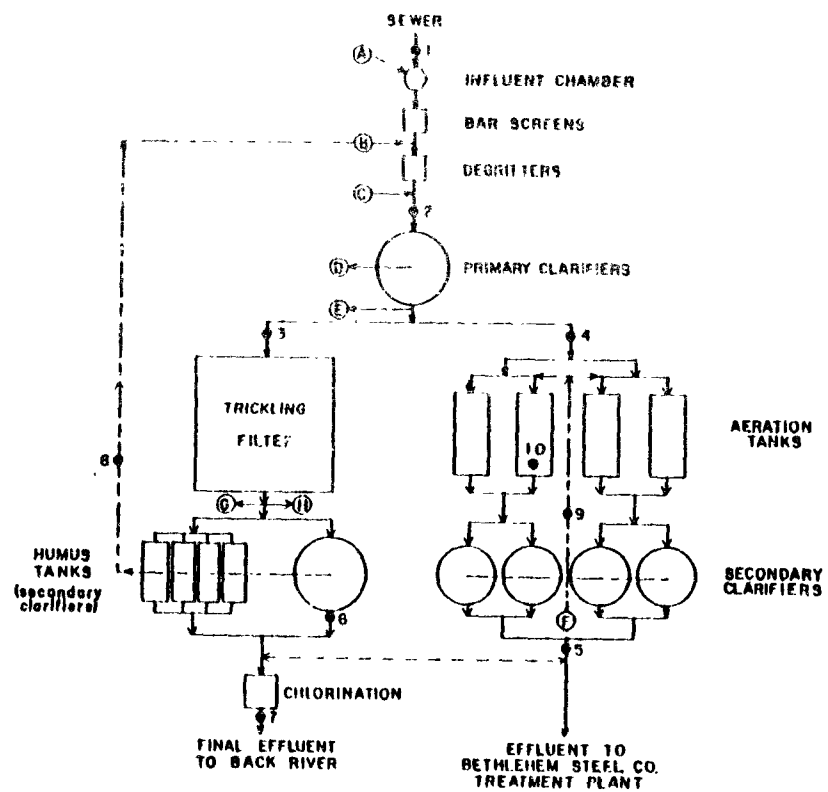 SEWER
1
A
INFLUENT CHAMBER
BAR SCREENS
B
DEGRITTERS
C
2
D
PRIMARY CLARIFIERS
E
3
4
TRICKLING
FILTER
AERATION
TANKS
10
8
G
H
9
HUMUS
TANKS
(secondary
clarifiers)
SECONDARY
CLARIFIERS
6
F
5
CHLORINATION
7
FINAL EFFLUENT
TO BACK RIVER
EFFLUENT TO
BETHLEHEM STEEL CO.
TREATMENT PLANT